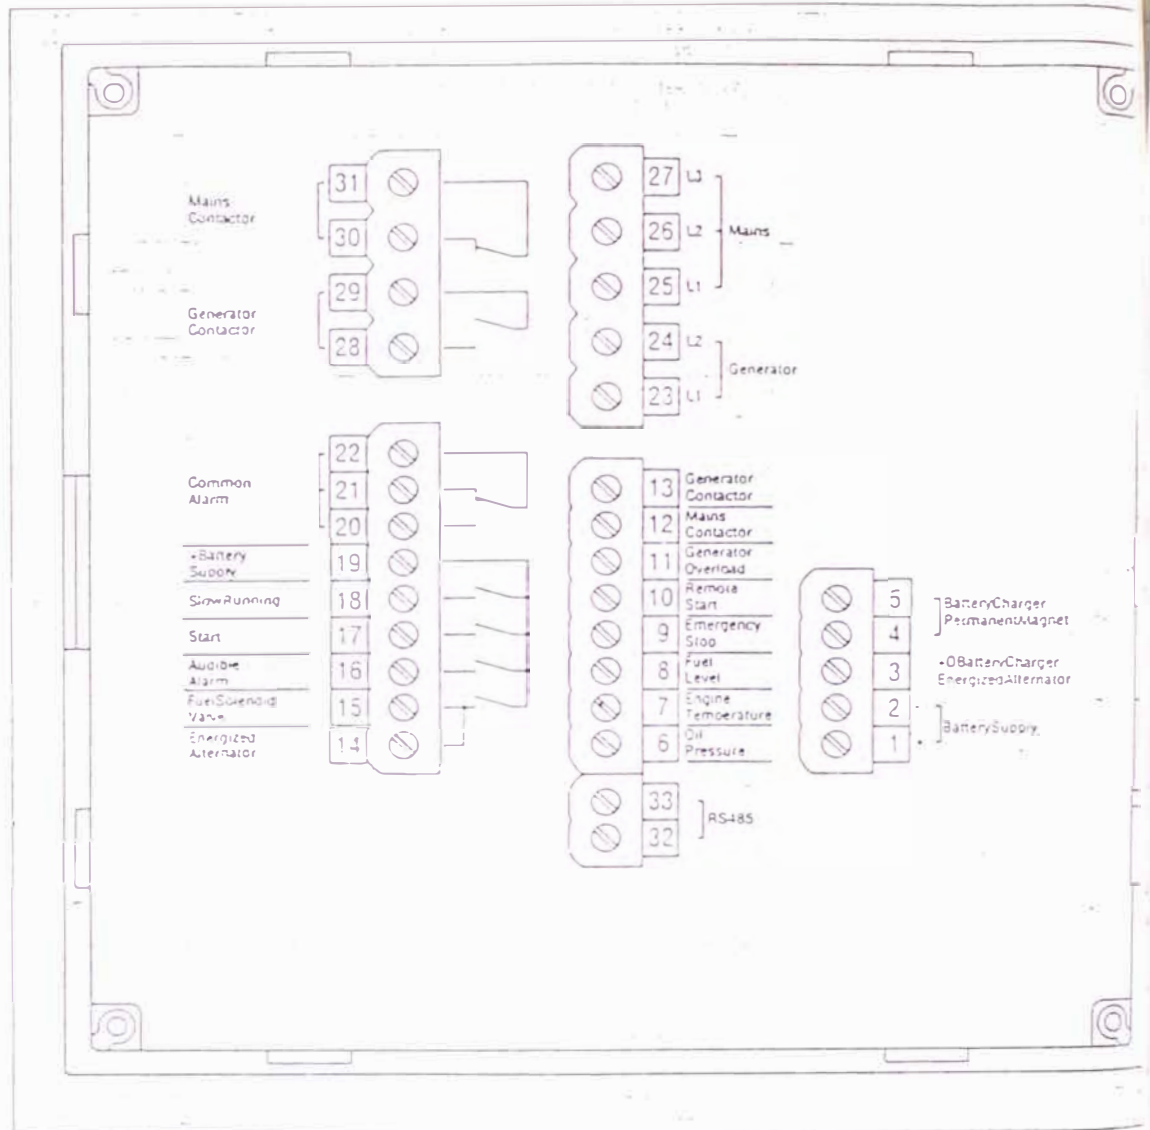 Mains
Contactor
31
30
Generator
Contactor
29
28
27 L3
26 L2 Mains
25 L1
24 L2
Generator
23 L1
Common
Alarm
22
21
20
+Battery
Supply
19
SlowRunning 18
Start 17
Audible
Alarm
16
FuelSolenoid
Valve
15
Energized
Alternator
14
13 Generator
Contactor
12 Mains
Contactor
11 Generator
Overload
10 Remote
Start
9 Emergency
Stop
8 Fuel
Level
7 Engine
Temperature
6 Oil
Pressure
33
32
RS485
5
4
BatteryCharger
PermanentMagnet
3
+DBatteryCharger
EnergizedAlternator
2 -
1 +
BatterySupply